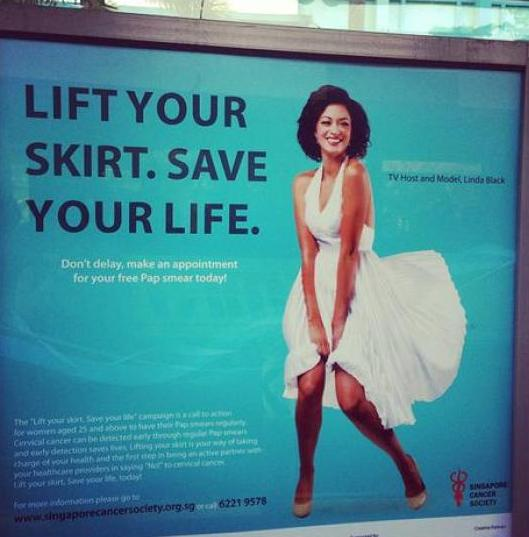 LIFT YOUR
SKIRT. SAVE
YOUR LIFE.
TV Host and Model, Linda Black
Don't delay, make an appointment
for your free Pap smear today!
The "Lift your skirt, Save your life" campaign is a call to action
for women aged 25 and above to have their Pap smears regularly.
Cervical cancer can be detected early through regular Pap smears
and early detection saves lives. Lifting your skirt is your way of taking
charge of your health and the first step in being an active partner with
your healthcare providers in saying "No!" to cervical cancer.
Lift your skirt, Save your life, today!
For more information please go to
www.singaporecancersociety.org.sg or call 6221 9578
SINGAPORE
CANCER
SOCIETY